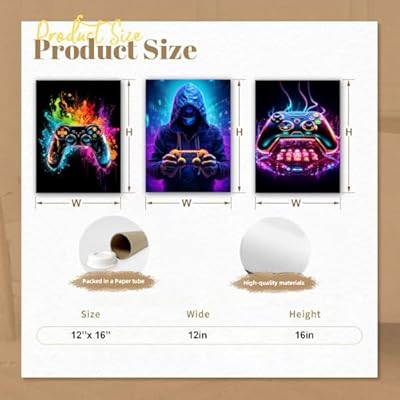 Product Size
Product Size
H
H
H
W
W
W
Packed in a Paper tube
High-quality materials
Size
Wide
Height
12''x 16''
12in
16in